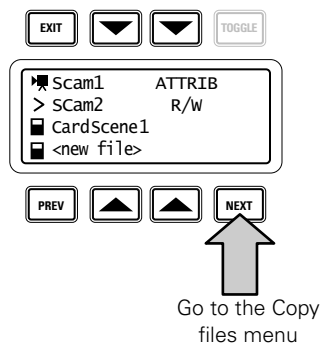 EXIT TOGGLE
Scam1 ATTRIB
> Scam2 R/W
CardScene1
<new file>
PREV NEXT
Go to the Copy
files menu